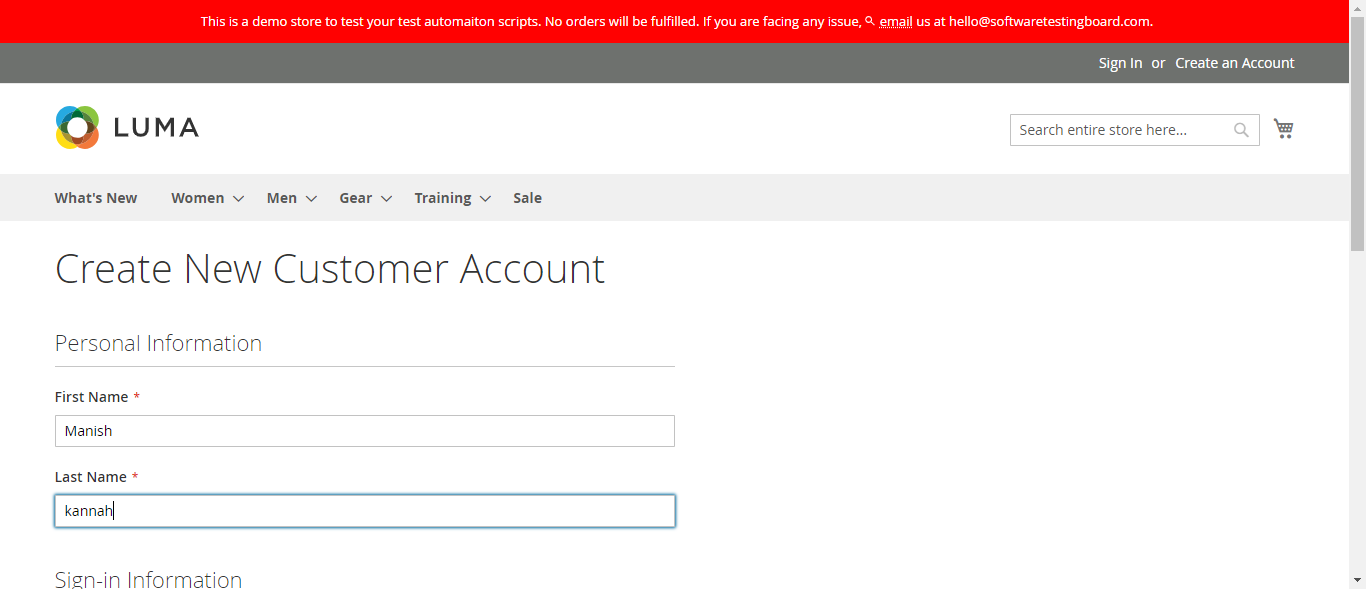 This is a demo store to test your test automaiton scripts. No orders will be fulfilled. If you are facing any issue, email us at hello@softwaretestingboard.com.
Sign In or Create an Account
LUMA
Search entire store here...
What's New Women Men Gear Training Sale
Create New Customer Account
Personal Information
First Name *
Manish
Last Name *
kannah
Sign-in Information